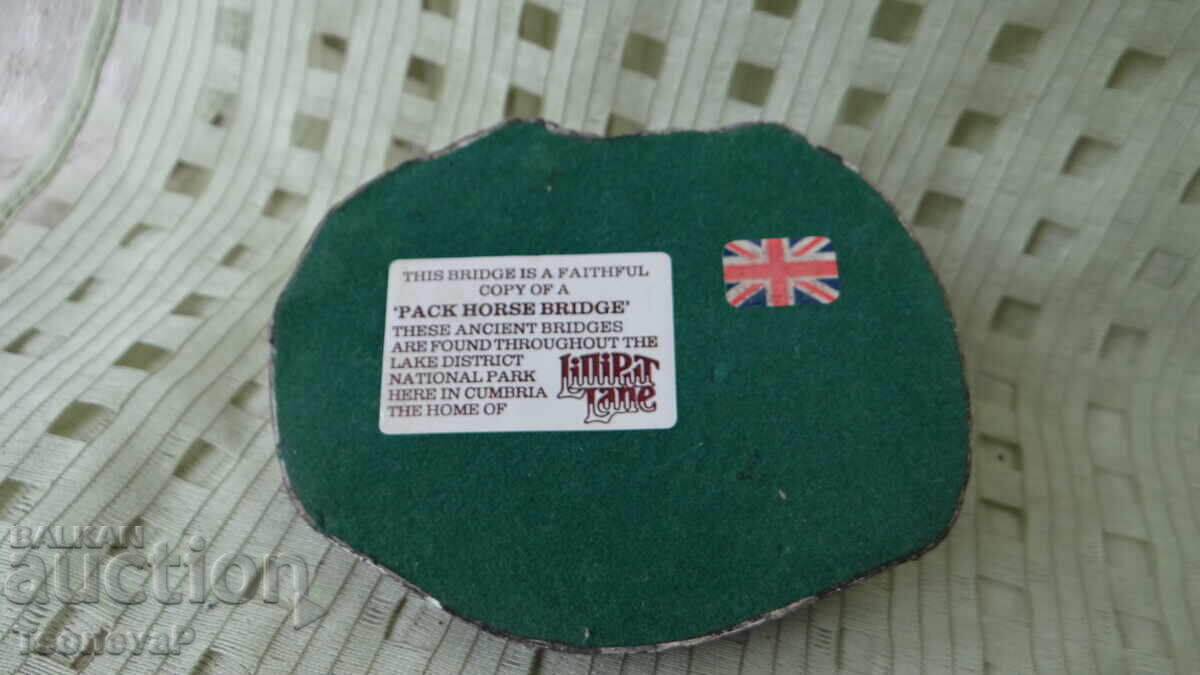 THIS BRIDGE IS A FAITHFUL
COPY OF A
'PACK HORSE BRIDGE'
THESE ANCIENT BRIDGES
ARE FOUND THROUGHOUT THE
LAKE DISTRICT
NATIONAL PARK
HERE IN CUMBRIA
THE HOME OF
LilliPuT
Lane
BALKAN
auction
TsonevaP